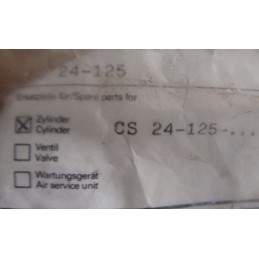 24-125
Ersatzteile für/Spare parts for
Zylinder
Cylinder
CS 24-125-....
Ventil
Valve
Wartungsgerät
Air service unit